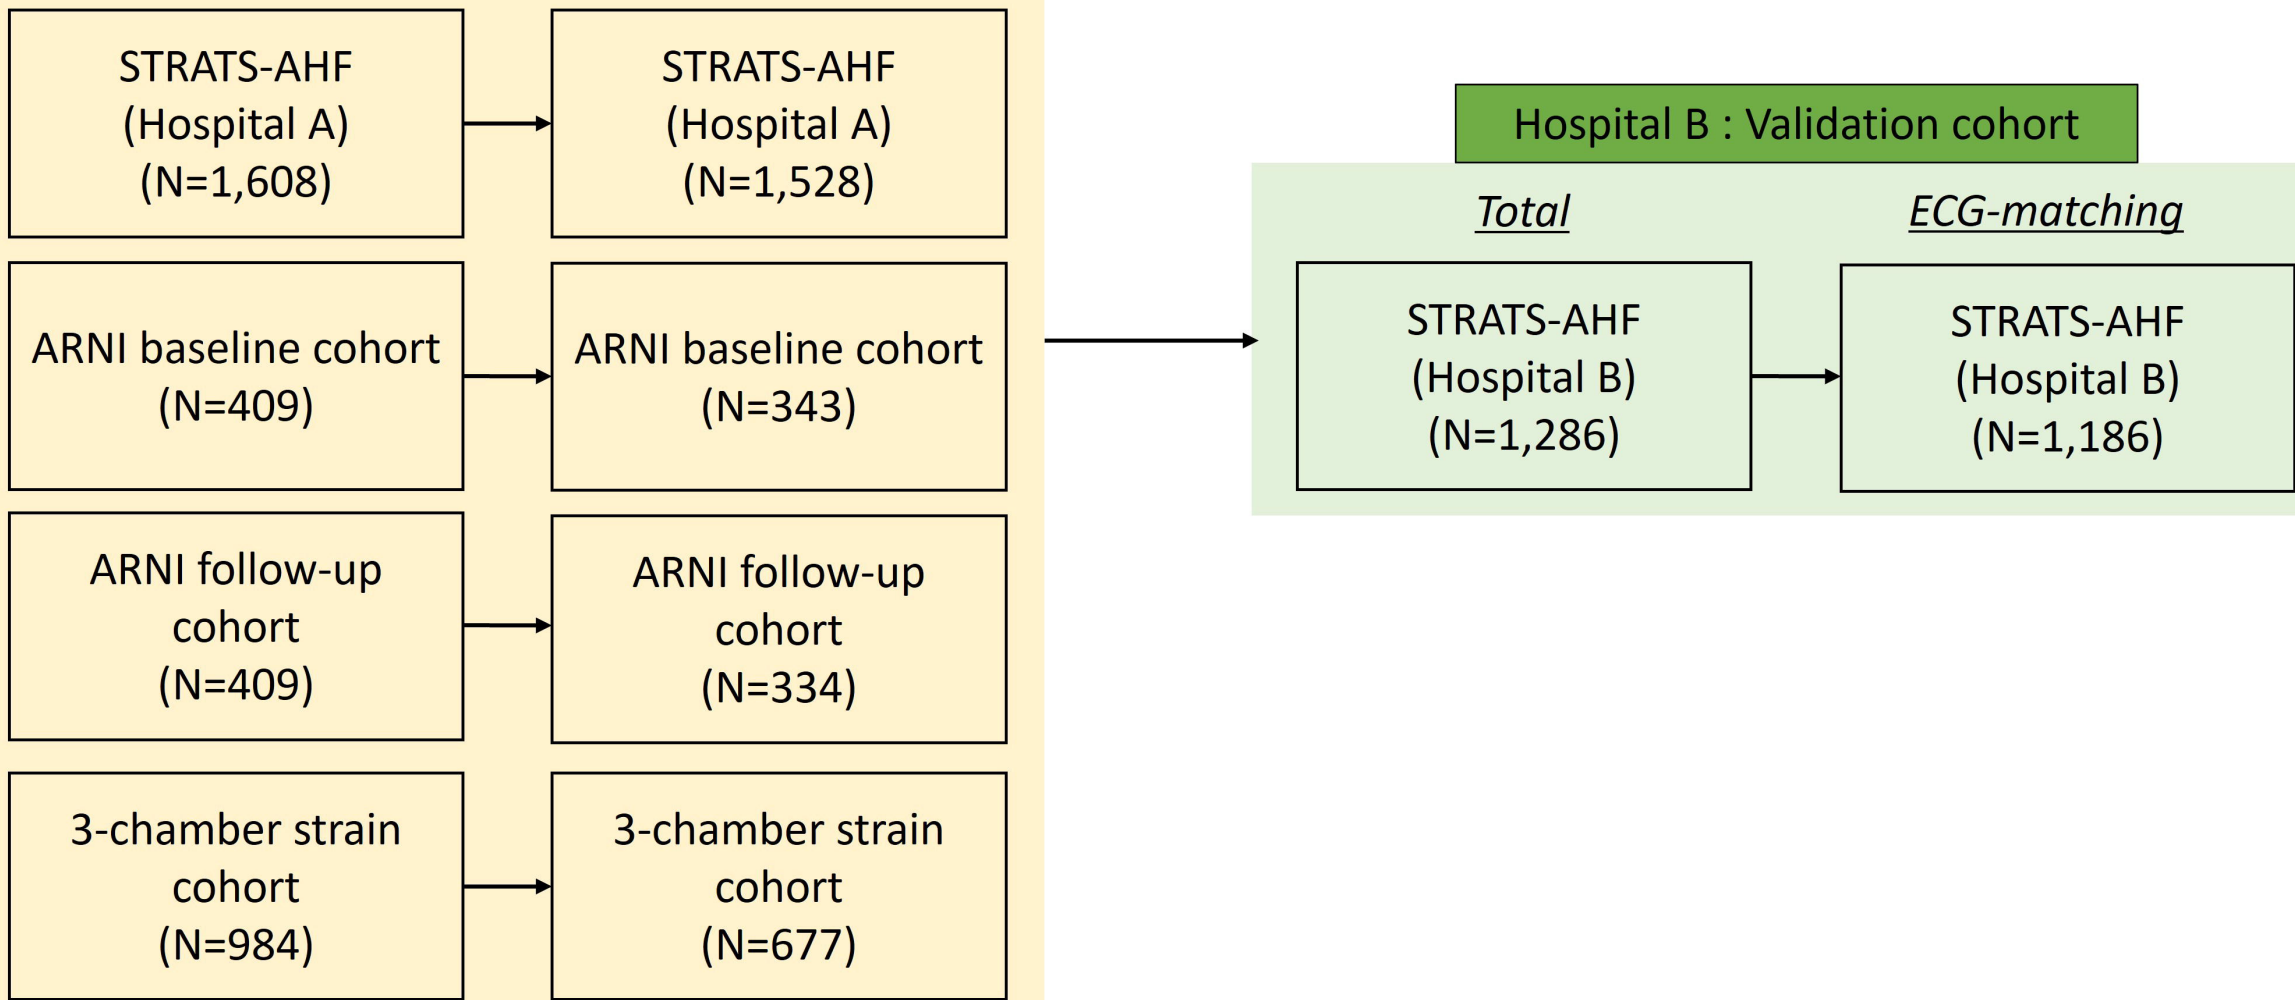 STRATS-AHF
(Hospital A)
(N=1,608)
STRATS-AHF
(Hospital A)
(N=1,528)
ARNI baseline cohort
(N=409)
ARNI baseline cohort
(N=343)
ARNI follow-up
cohort
(N=409)
ARNI follow-up
cohort
(N=334)
3-chamber strain
cohort
(N=984)
3-chamber strain
cohort
(N=677)
Hospital B : Validation cohort
Total
ECG-matching
STRATS-AHF
(Hospital B)
(N=1,286)
STRATS-AHF
(Hospital B)
(N=1,186)